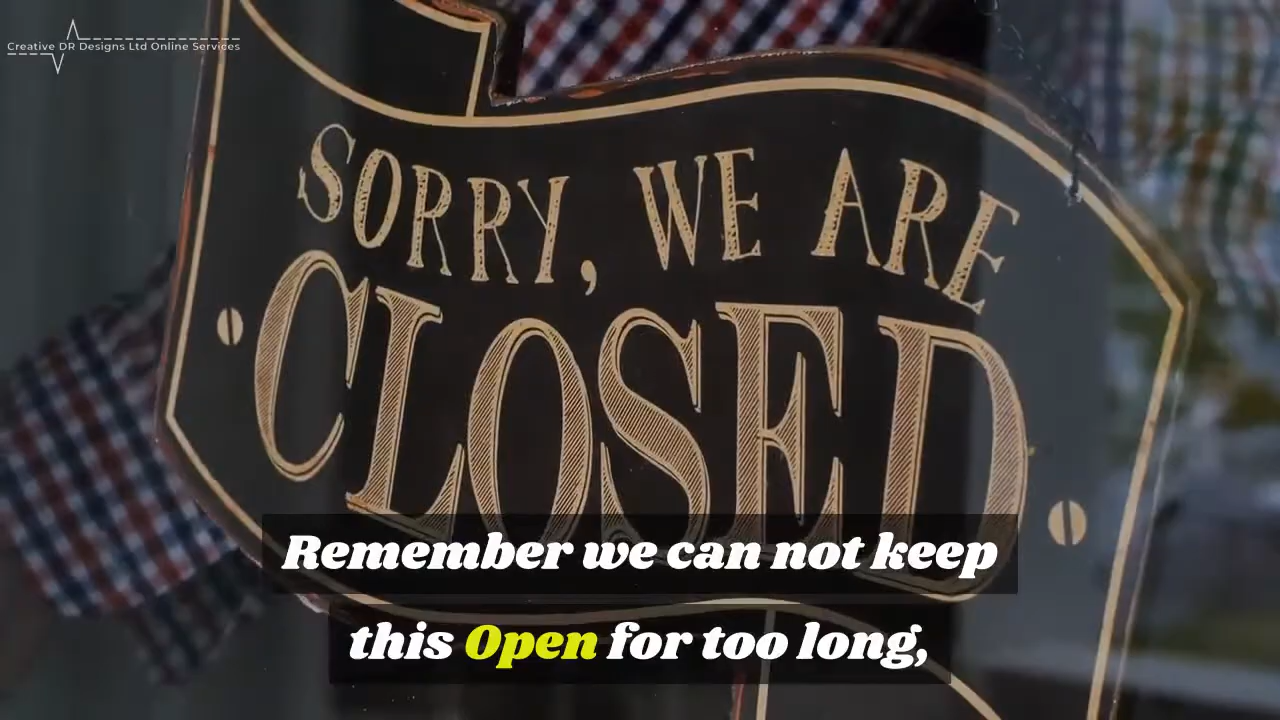 Creative DR Designs Ltd Online Services
SORRY, WE ARE
CLOSED
Remember we can not keep
this Open for too long,